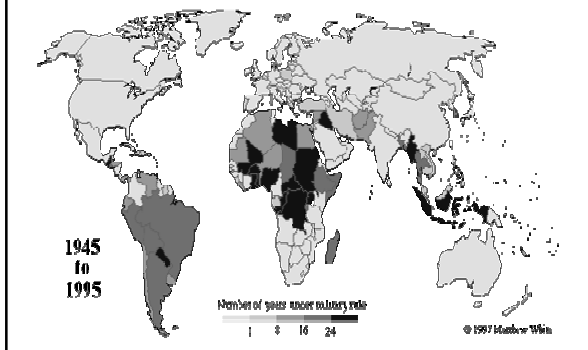 1945
to
1995
Number of years under military rule
1 8 16 24
© 1997 Matthew White